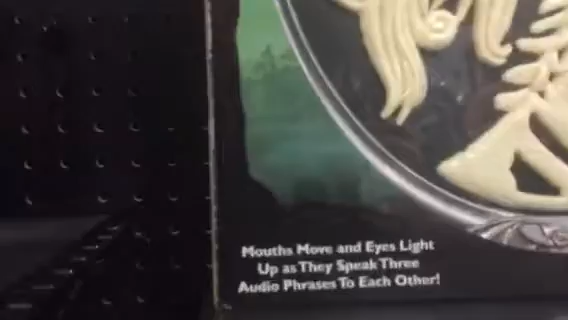 Mouths Move and Eyes Light
Up as They Speak Three
Audio Phrases To Each Other!